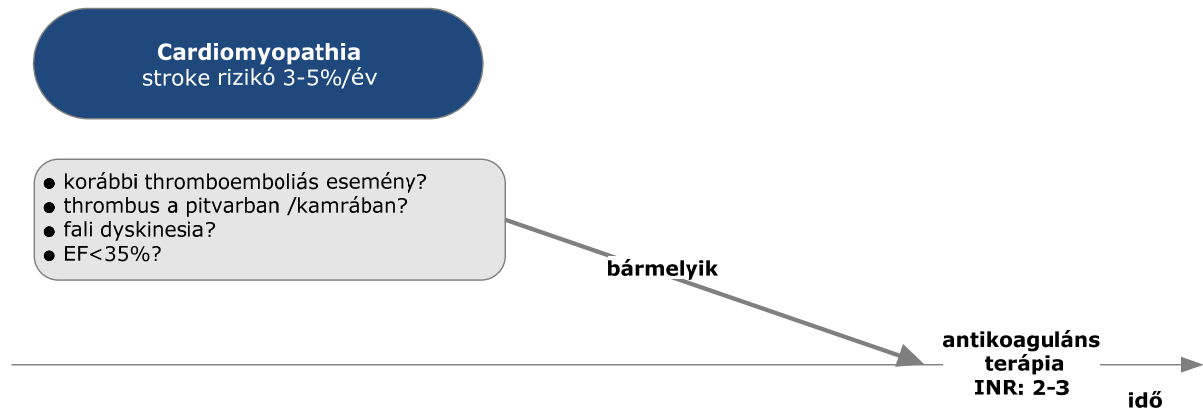 Cardiomyopathia
stroke rizikó 3-5%/év
● korábbi thromboemboliás esemény?
● thrombus a pitvarban /kamrában?
● fali dyskinesia?
● EF<35%?
bármelyik
antikoaguláns
terápia
INR: 2-3
idő